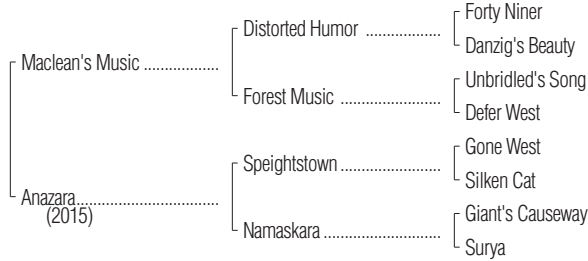 Forty Niner
Distorted Humor ....................
Danzig's Beauty
Maclean's Music ...............
Unbridled's Song
Forest Music .........................
Defer West
Gone West
Speightstown .........................
Silken Cat
Anazara.............................
(2015)
Giant's Causeway
Namaskara ............................
Surya